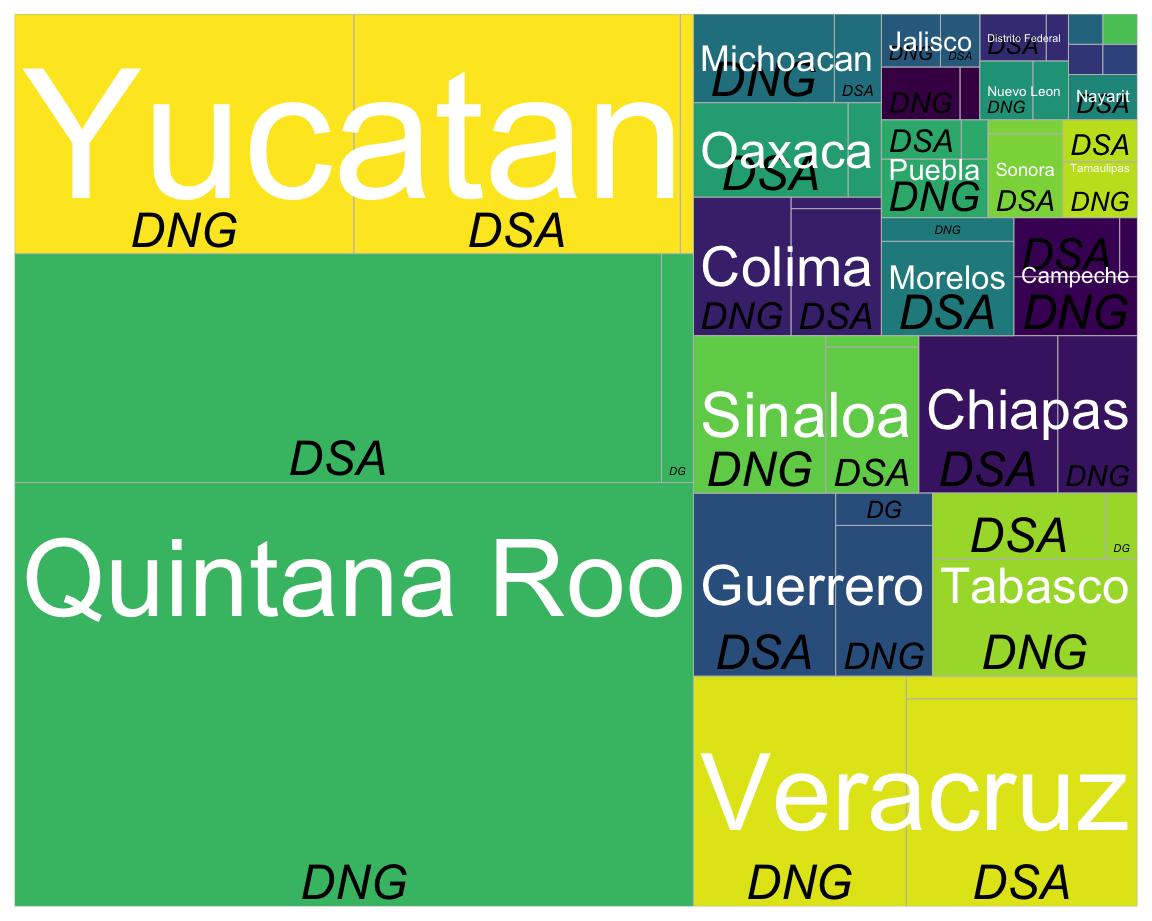 Yucatan
DNG
DSA
DSA
DG
Quintana Roo
DNG
Michoacan
DNG
DSA
Oaxaca
DSA
Colima
DNG
DSA
Jalisco
DNG
DSA
DNG
Distrito Federal
DSA
Nuevo Leon
DNG
Nayarit
DSA
DSA
Puebla
DNG
Sonora
DSA
DSA
Tamaulipas
DNG
DNG
Morelos
DSA
DSA
Campeche
DNG
Sinaloa
DNG
DSA
Chiapas
DSA
DNG
DG
Guerrero
DSA
DNG
DSA
DG
Tabasco
DNG
Veracruz
DNG
DSA